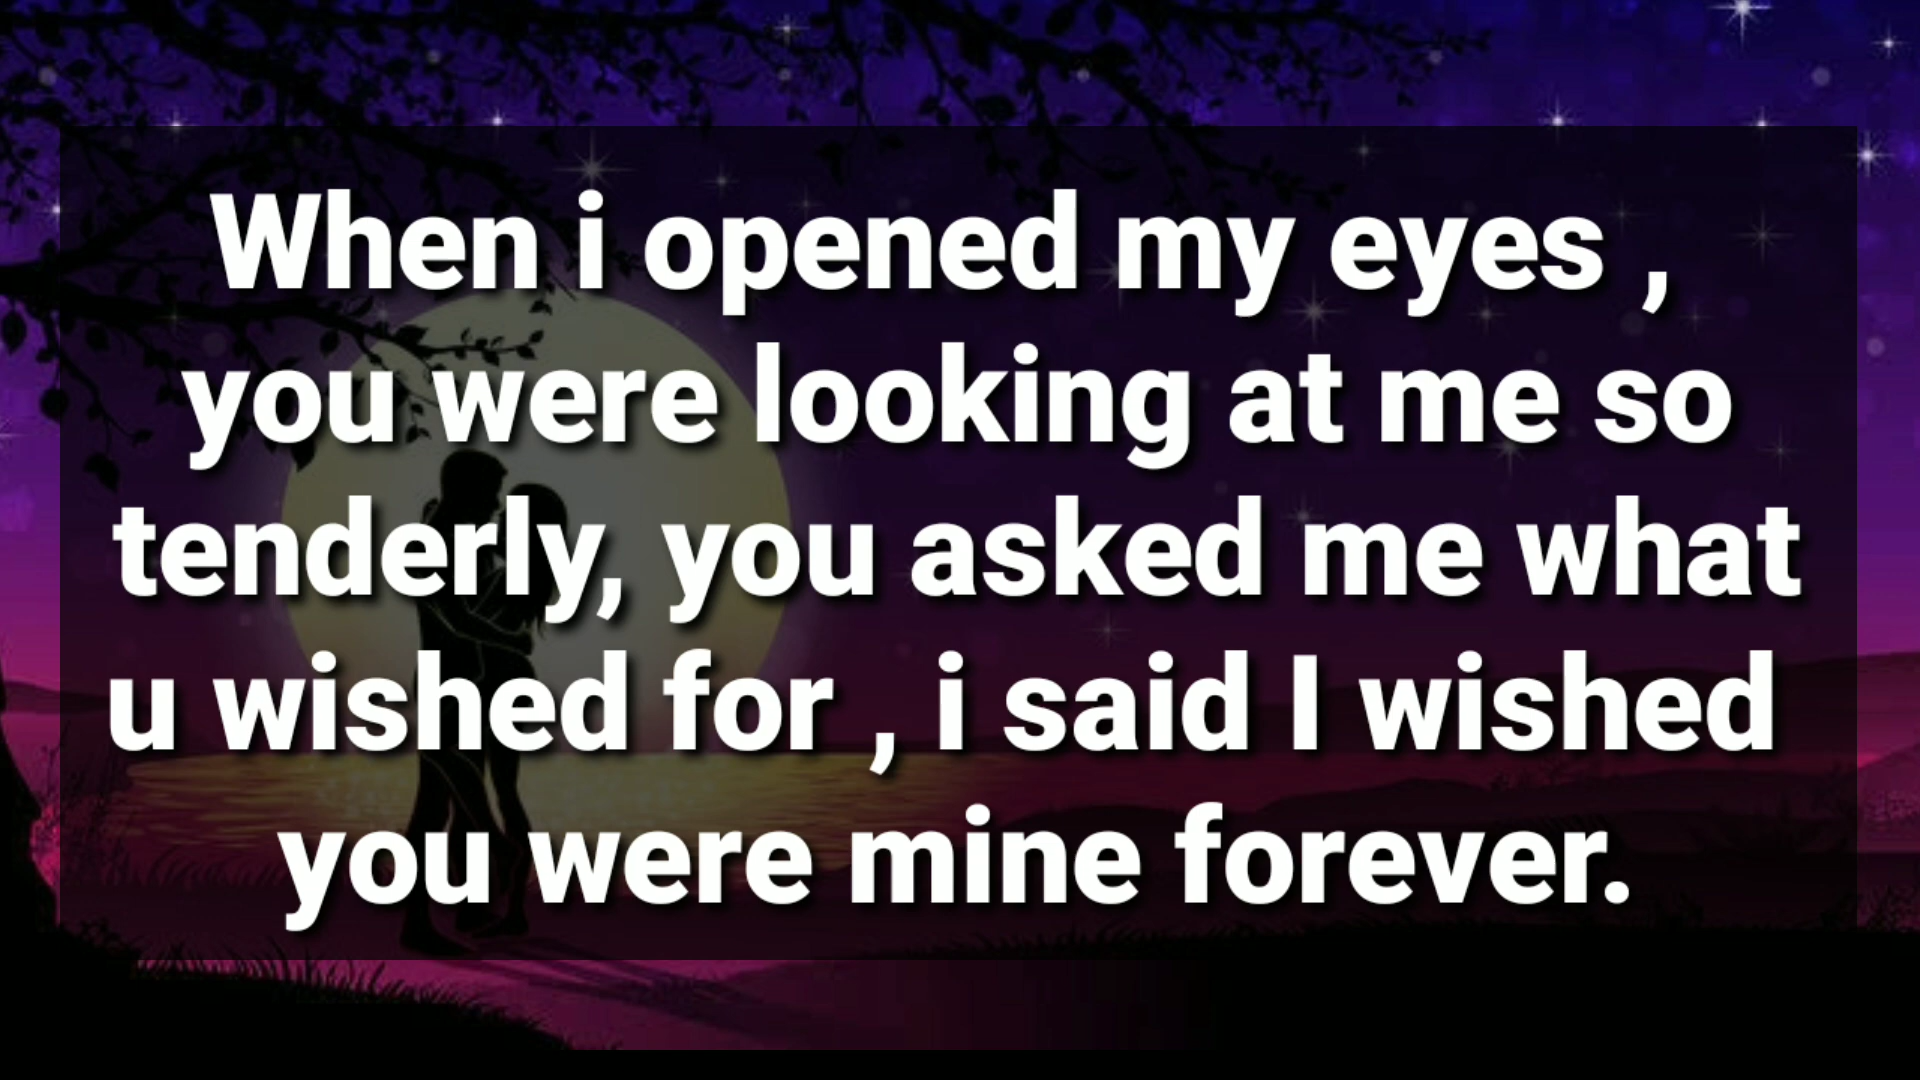 When i opened my eyes ,
you were looking at me so
tenderly, you asked me what
u wished for , i said I wished
you were mine forever.